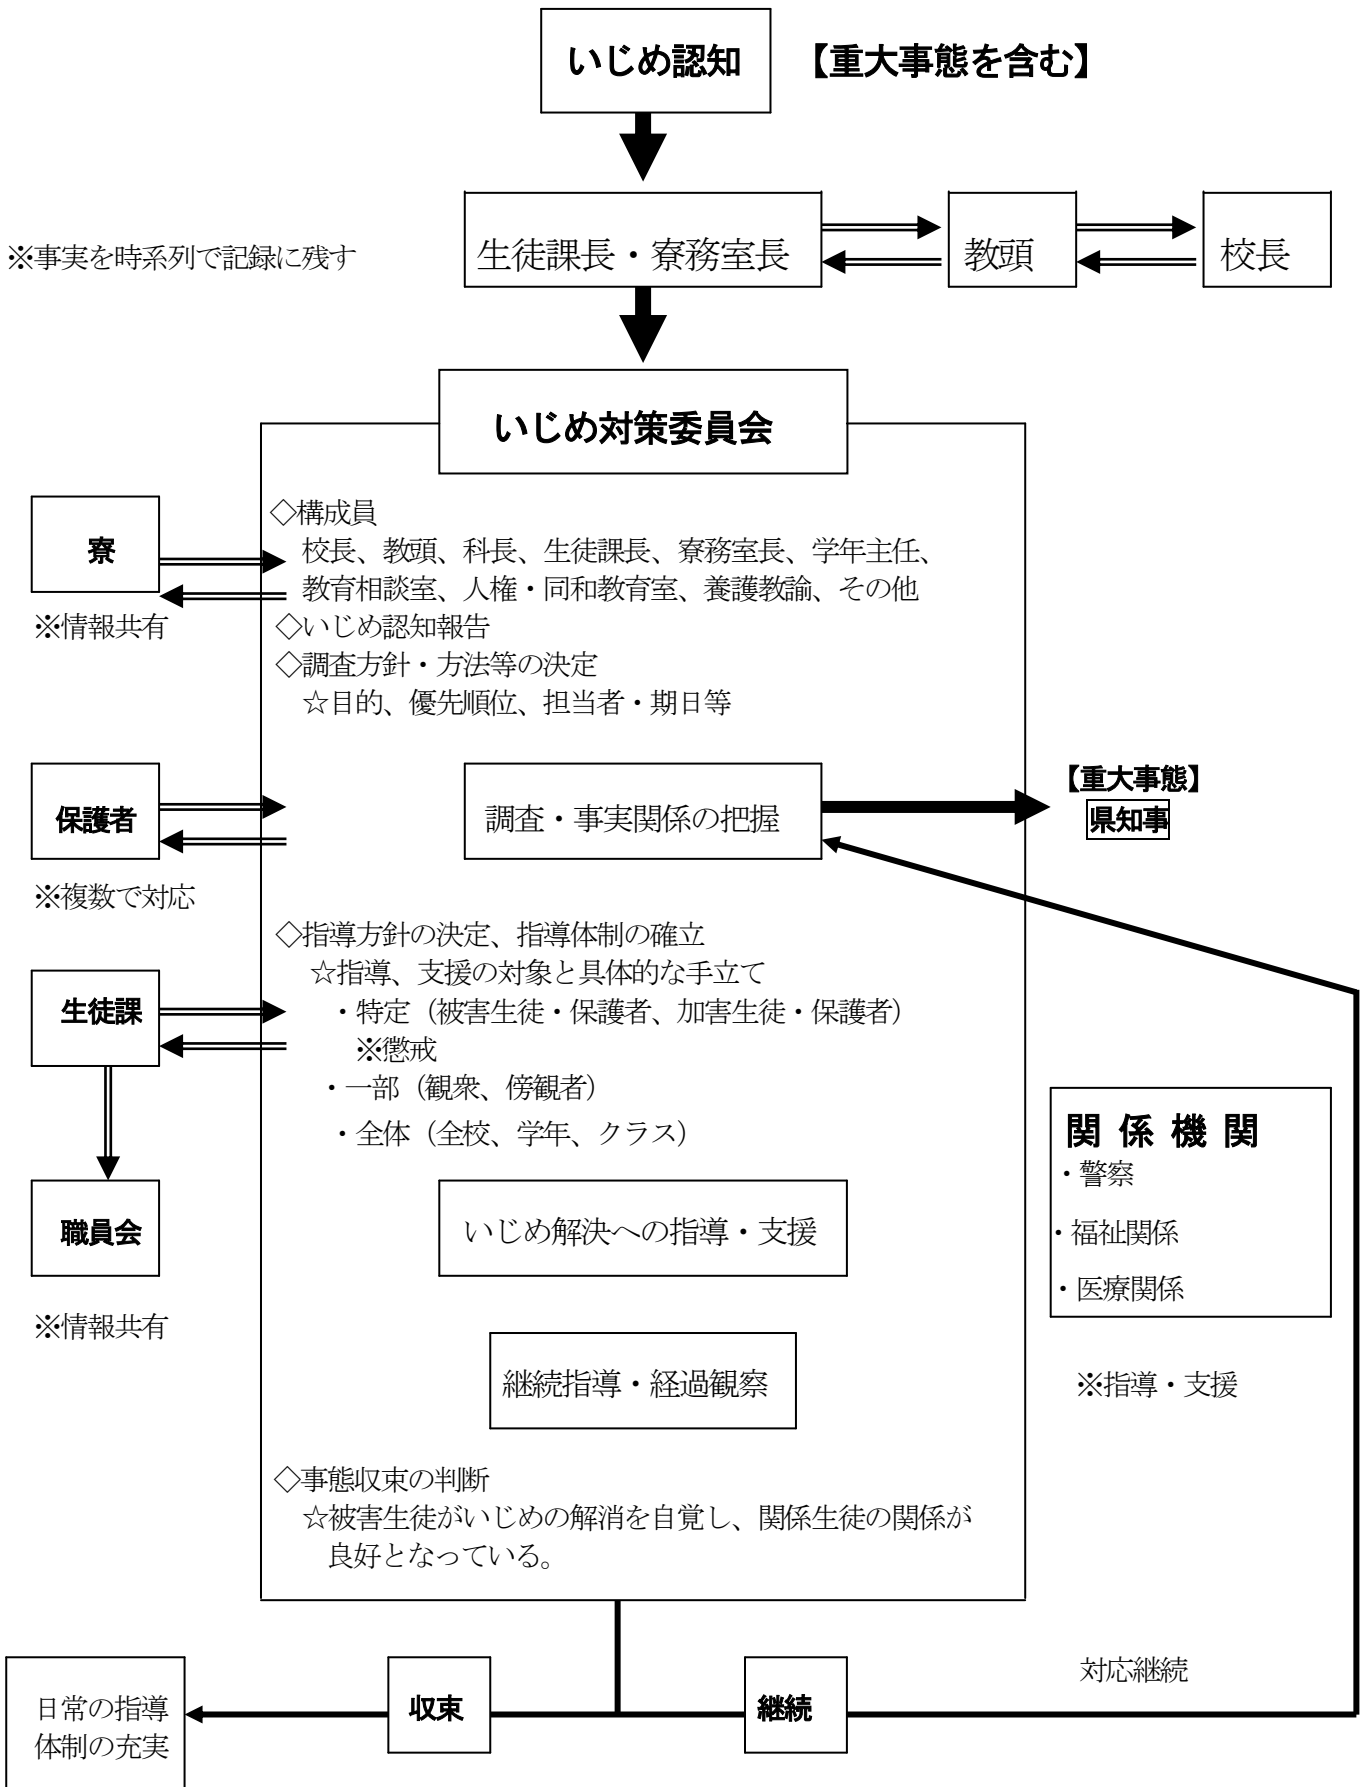 いじめ認知
【重大事態を含む】
※事実を時系列で記録に残す
生徒課長・寮務室長
教頭
校長
いじめ対策委員会
寮
※情報共有
◇構成員
校長、教頭、科長、生徒課長、寮務室長、学年主任、
教育相談室、人権・同和教育室、養護教諭、その他
◇いじめ認知報告
◇調査方針・方法等の決定
☆目的、優先順位、担当者・期日等
保護者
※複数で対応
調査・事実関係の把握
【重大事態】
県知事
◇指導方針の決定、指導体制の確立
☆指導、支援の対象と具体的な手立て
・特定（被害生徒・保護者、加害生徒・保護者）
※懲戒
・一部（観衆、傍観者）
・全体（全校、学年、クラス）
生徒課
職員会
※情報共有
関 係 機 関
・警察
・福祉関係
・医療関係
※指導・支援
いじめ解決への指導・支援
継続指導・経過観察
◇事態収束の判断
☆被害生徒がいじめの解消を自覚し、関係生徒の関係が
良好となっている。
日常の指導
体制の充実
収束
継続
対応継続